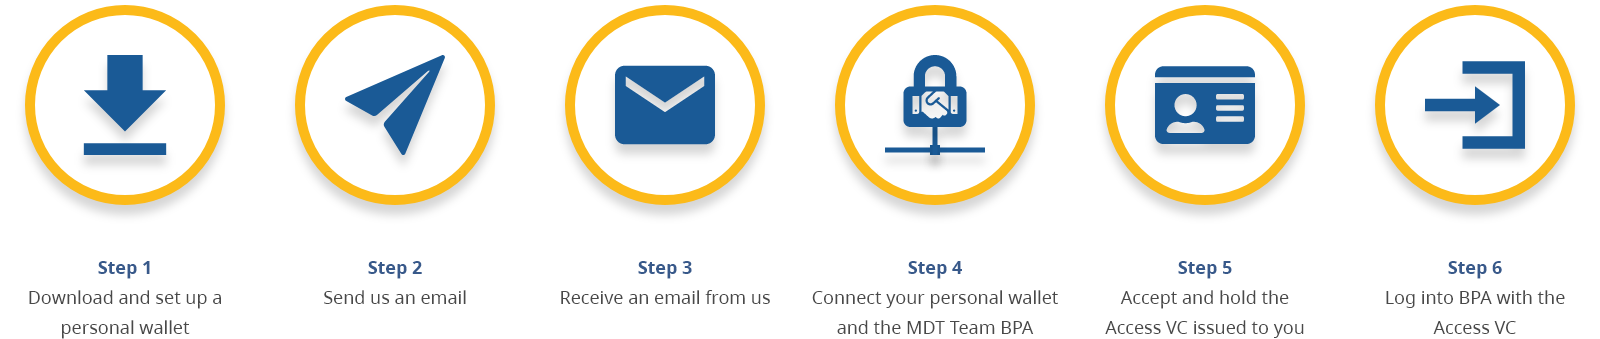 Step 1
Download and set up a
personal wallet
Step 2
Send us an email
Step 3
Receive an email from us
Step 4
Connect your personal wallet
and the MDT Team BPA
Step 5
Accept and hold the
Access VC issued to you
Step 6
Log into BPA with the
Access VC